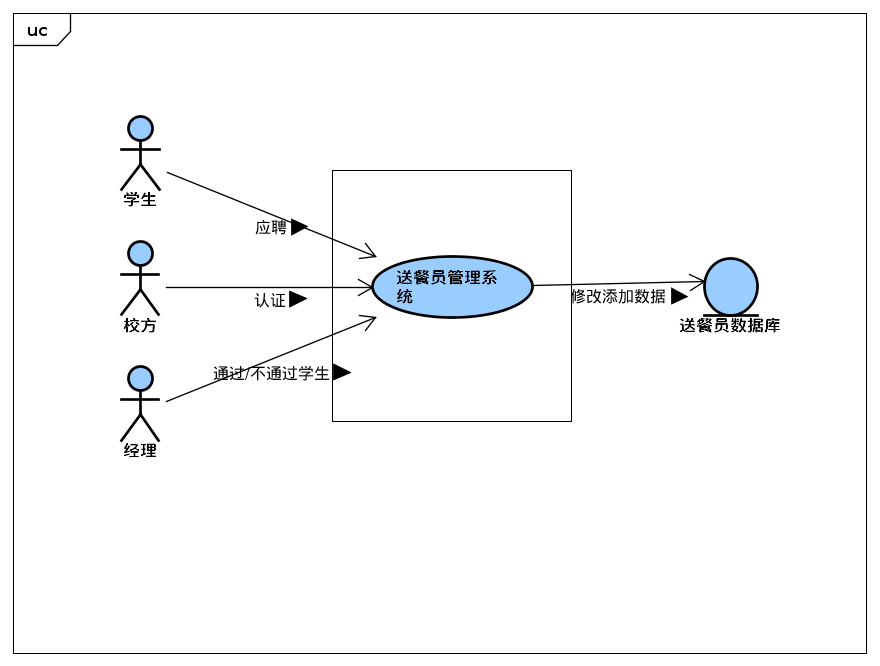 uc
学生
应聘
校方
认证
送餐员管理系
统
修改添加数据
送餐员数据库
通过/不通过学生
经理